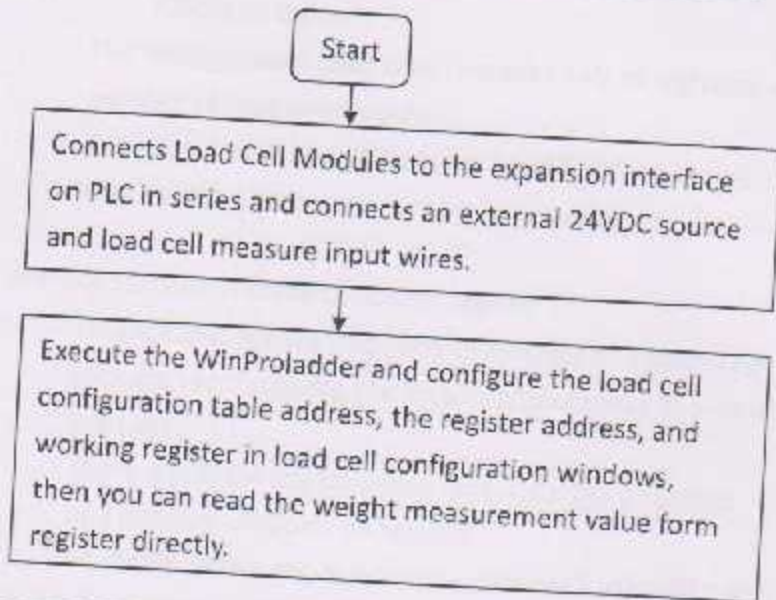 Start
Connects Load Cell Modules to the expansion interface
on PLC in series and connects an external 24VDC source
and load cell measure input wires.
Execute the WinProladder and configure the load cell
configuration table address, the register address, and
working register in load cell configuration windows,
then you can read the weight measurement value form
register directly.